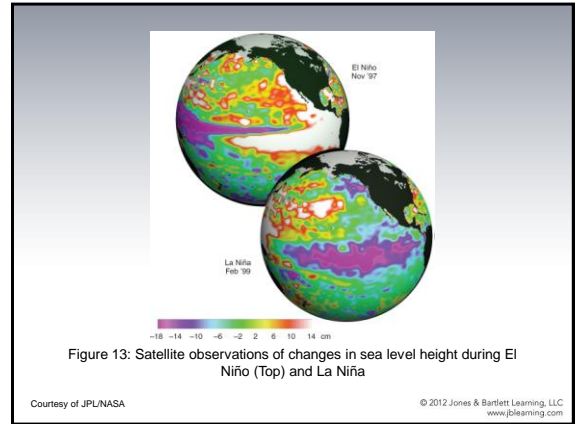 El Niño
Nov '97
La Niña
Feb '99
−18 −14 −10 −6 −2 2 6 10 14 cm
Figure 13: Satellite observations of changes in sea level height during El
Niño (Top) and La Niña
Courtesy of JPL/NASA
© 2012 Jones & Bartlett Learning, LLC
www.jblearning.com